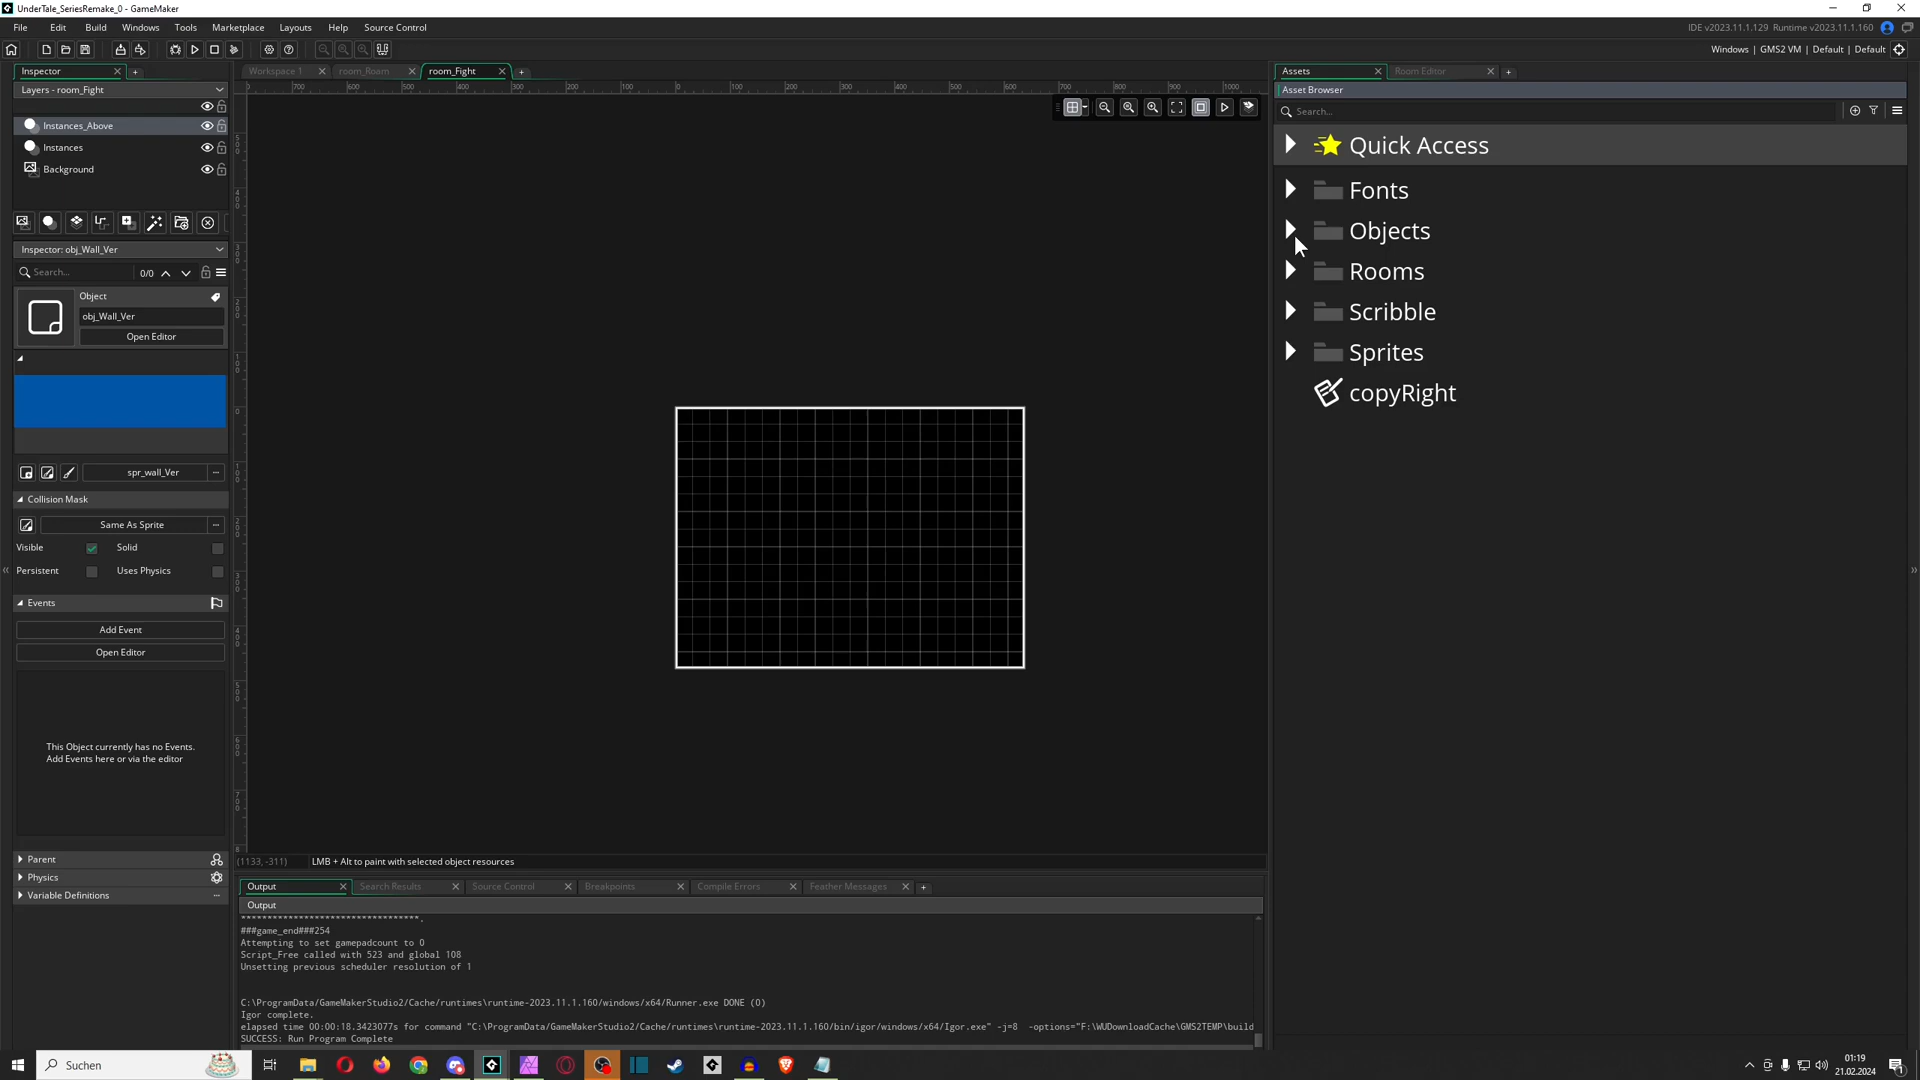 UnderTale_SeriesRemake_0 - GameMaker
File Edit Build Windows Tools Marketplace Layouts Help Source Control
IDE v2023.11.1.129 Runtime v2023.11.1.160
Windows | GMS2 VM | Default | Default
Inspector
Workspace 1 room_Roam room_Fight
Assets Room Editor
Layers - room_Fight
Asset Browser
Search...
Instances_Above
Instances
Background
Quick Access
Fonts
Objects
Rooms
Scribble
Sprites
copyRight
Inspector: obj_Wall_Ver
Search... 0/0
Object
obj_Wall_Ver
Open Editor
spr_wall_Ver
Collision Mask
Same As Sprite
Visible Solid
Persistent Uses Physics
Events
Add Event
Open Editor
This Object currently has no Events.
Add Events here or via the editor
Parent
Physics
Variable Definitions
(1133, -311) LMB + Alt to paint with selected object resources
Output Search Results Source Control Breakpoints Compile Errors Feather Messages
Output
###game_end###254
Attempting to set gamepadcount to 0
Script_Free called with 523 and global 108
Unsetting previous scheduler resolution of 1
C:\ProgramData/GameMakerStudio2/Cache/runtimes\runtime-2023.11.1.160/windows/x64/Runner.exe DONE (0)
Igor complete.
elapsed time 00:00:18.3423077s for command "C:\ProgramData/GameMakerStudio2/Cache/runtimes\runtime-2023.11.1.160/bin/igor/windows/x64/Igor.exe" -j=8 -options="F:\WUDownloadCache\GMS2TEMP\build
SUCCESS: Run Program Complete
Suchen
01:19
21.02.2024